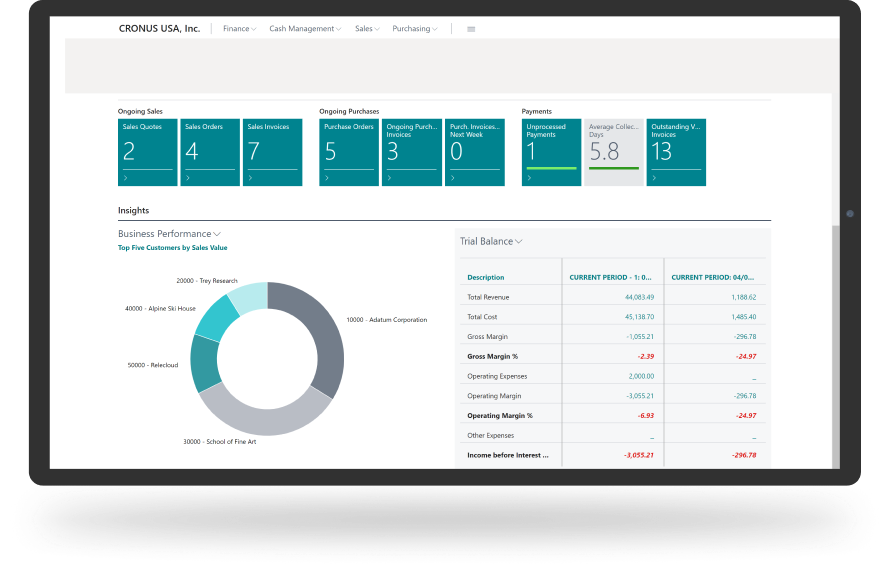 CRONUS USA, Inc.
Finance
Cash Management
Sales
Purchasing
Ongoing Sales
Sales Quotes
2
Sales Orders
4
Sales Invoices
7
Ongoing Purchases
Purchase Orders
5
Ongoing Purch...
Invoices
3
Purch. Invoices...
Next Week
0
Payments
Unprocessed
Payments
1
Average Collec...
Days
5.8
Outstanding V...
Invoices
13
Insights
Business Performance
Top Five Customers by Sales Value
20000 - Trey Research
40000 - Alpine Ski House
10000 - Adatum Corporation
50000 - Relecloud
30000 - School of Fine Art
Trial Balance
Description CURRENT PERIOD - 1: 0... CURRENT PERIOD: 04/0...
Total Revenue 44,083.49 1,188.62
Total Cost 45,138.70 1,485.40
Gross Margin -1,055.21 -296.78
Gross Margin % -2.39 -24.97
Operating Expenses 2,000.00 _
Operating Margin -3,055.21 -296.78
Operating Margin % -6.93 -24.97
Other Expenses _ _
Income before Interest ... -3,055.21 -296.78